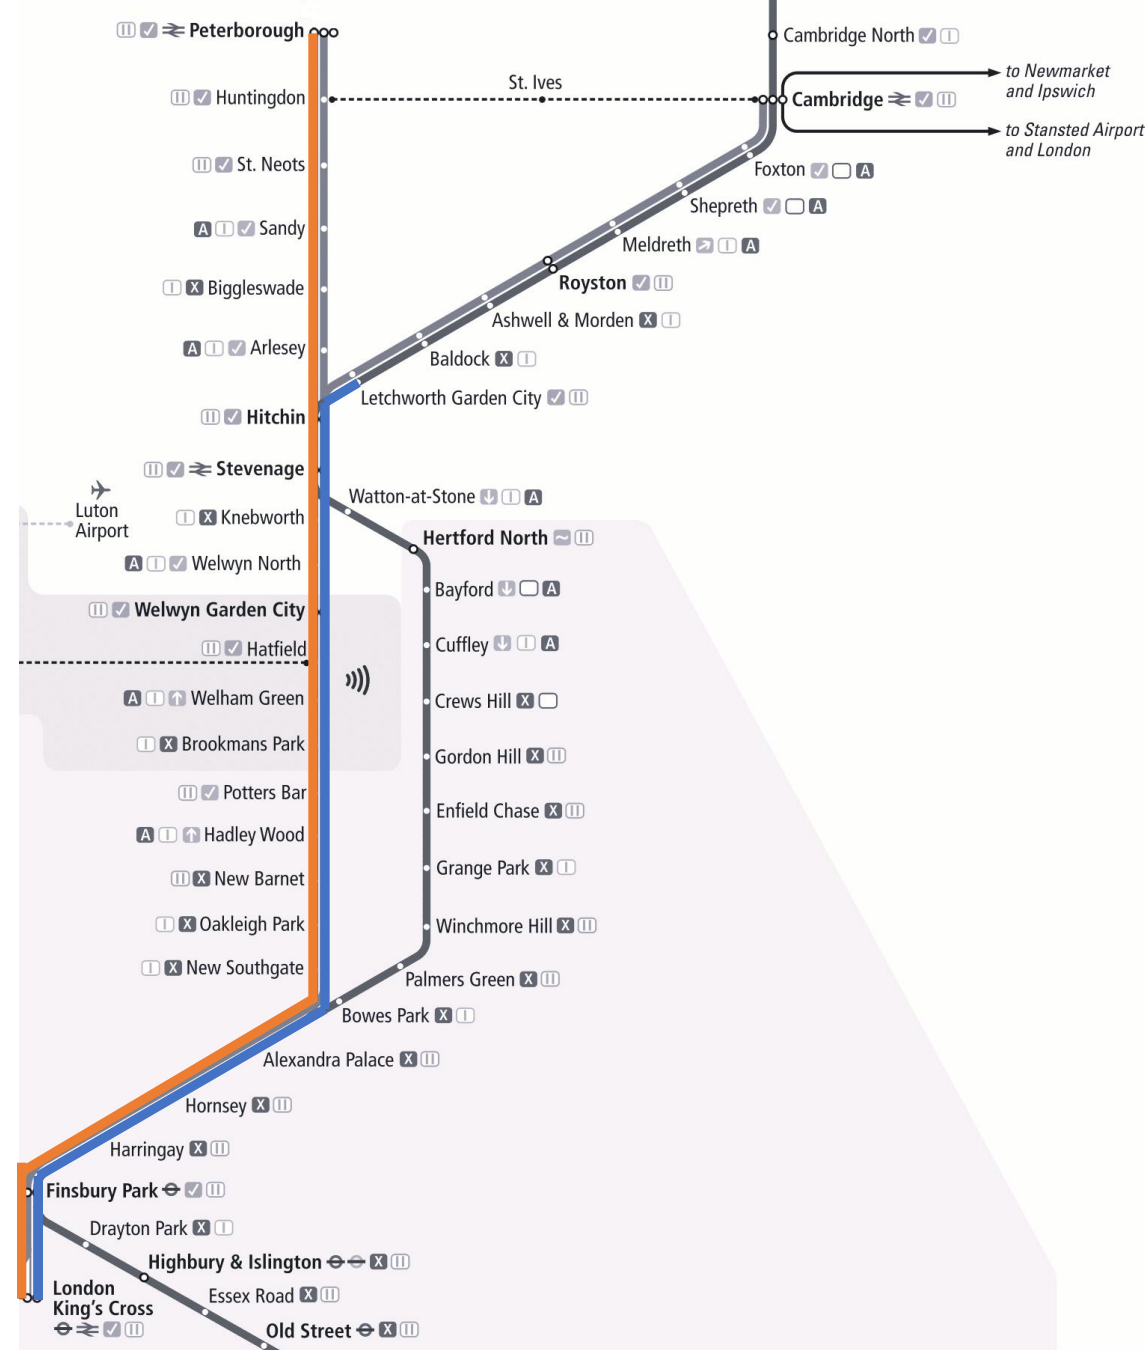 Peterborough
Cambridge North
Huntingdon
St. Ives
Cambridge
to Newmarket
and Ipswich
to Stansted Airport
and London
St. Neots
Foxton A
Shepreth A
A Sandy
Meldreth A
X Biggleswade
Royston
Ashwell & Morden X
A Arlesey
Baldock X
Letchworth Garden City
Hitchin
Stevenage
Watton-at-Stone A
Luton
Airport
X Knebworth
Hertford North
A Welwyn North
Bayford A
Welwyn Garden City
Hatfield
Cuffley A
A Welham Green
Crews Hill X
X Brookmans Park
Gordon Hill X
Potters Bar
Enfield Chase X
A Hadley Wood
Grange Park X
X New Barnet
X Oakleigh Park
Winchmore Hill X
X New Southgate
Palmers Green X
Bowes Park X
Alexandra Palace X
Hornsey X
Harringay X
Finsbury Park
Drayton Park X
Highbury & Islington X
London
King's Cross
Essex Road X
Old Street X